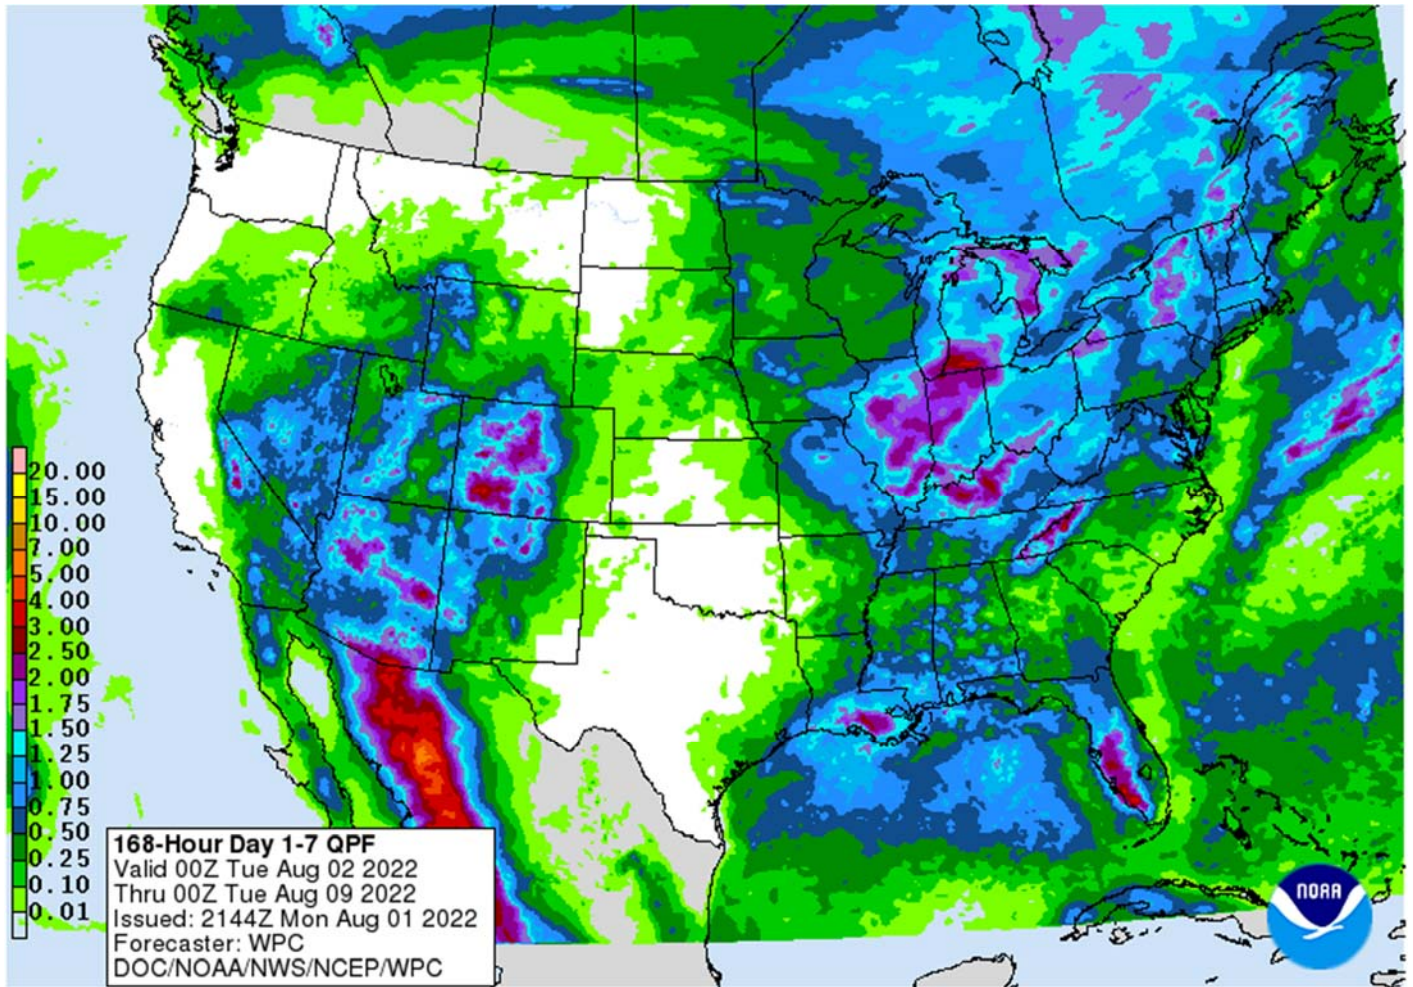 20.00
15.00
10.00
7.00
5.00
4.00
3.00
2.50
2.00
1.75
1.50
1.25
1.00
0.75
0.50
0.25
0.10
0.01
168-Hour Day 1-7 QPF
Valid 00Z Tue Aug 02 2022
Thru 00Z Tue Aug 09 2022
Issued: 2144Z Mon Aug 01 2022
Forecaster: WPC
DOC/NOAA/NWS/NCEP/WPC
NOAA